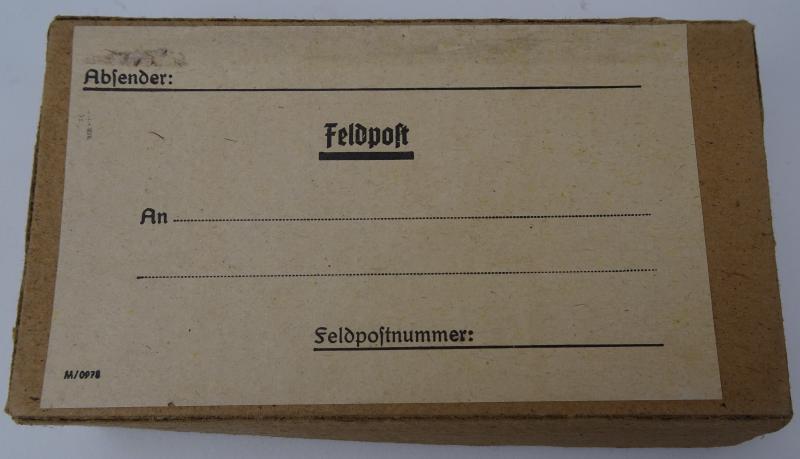 Abſender:
Feldpoſt
An
Feldpoſtnummer:
M/0978